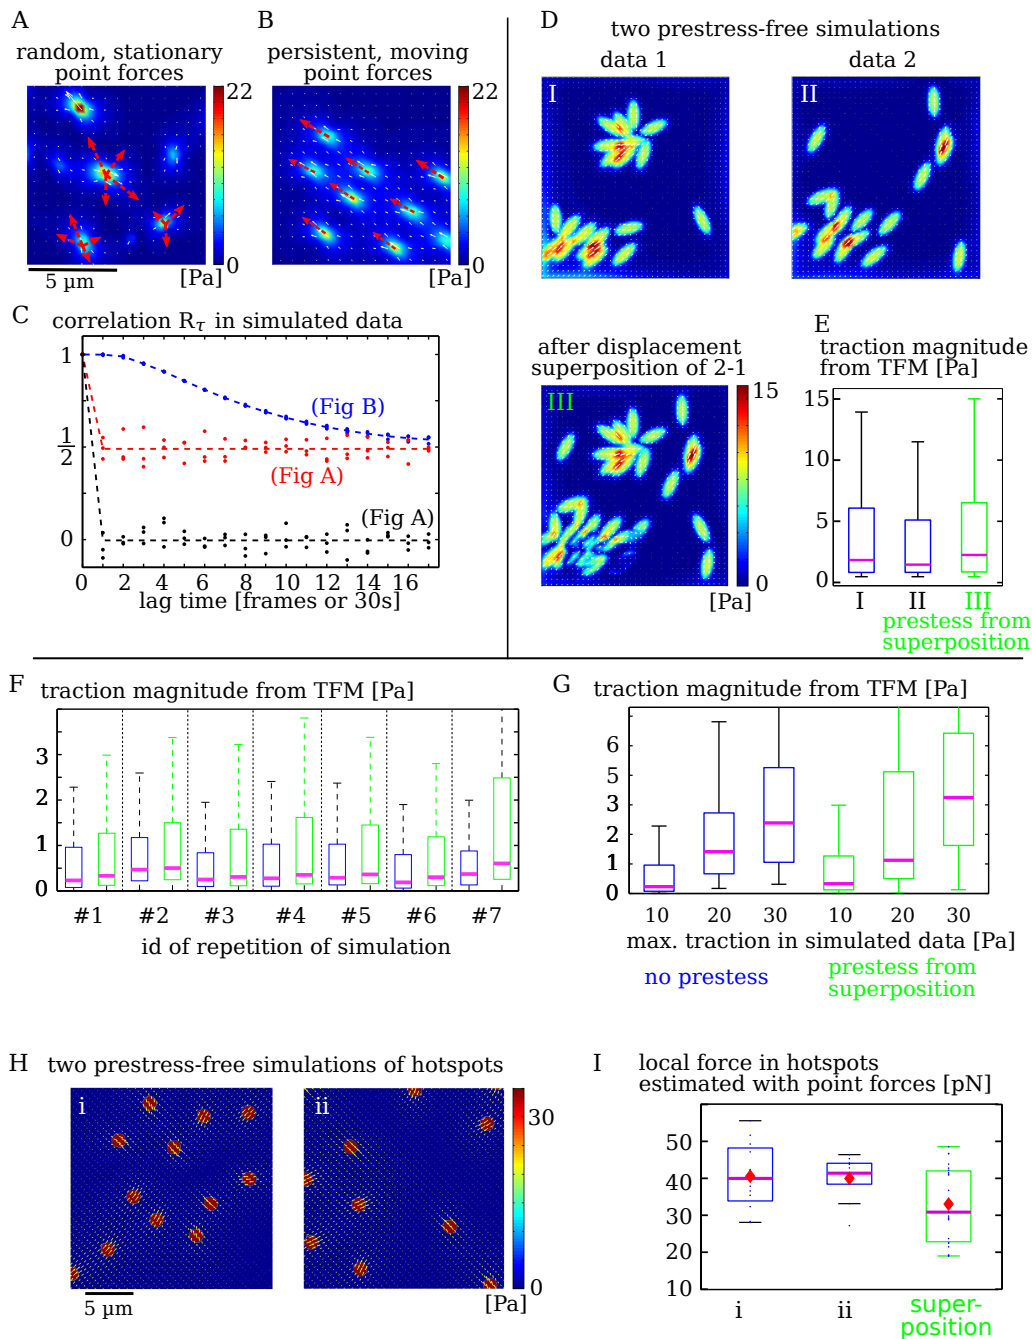 A
random, stationary
point forces
22
0
[Pa]
5 µm
B
persistent, moving
point forces
22
0
[Pa]
C
correlation Rτ in simulated data
1
1
2
0
(Fig B)
(Fig A)
(Fig A)
0 2 4 6 8 10 12 14 16
lag time [frames or 30s]
D
two prestress-free simulations
data 1
data 2
I
II
after displacement
superposition of 2-1
III
15
0
[Pa]
E
traction magnitude
from TFM [Pa]
15
10
5
0
I
II
III
prestess from
superposition
F
traction magnitude from TFM [Pa]
3
2
1
0
#1 #2 #3 #4 #5 #6 #7
id of repetition of simulation
G
traction magnitude from TFM [Pa]
6
5
3
2
1
0
10 20 30 10 20 30
max. traction in simulated data [Pa]
no prestess
prestess from
superposition
H
two prestress-free simulations of hotspots
i
ii
30
0
[Pa]
5 µm
I
local force in hotspots
estimated with point forces [pN]
50
40
30
20
10
i
ii
super-
position